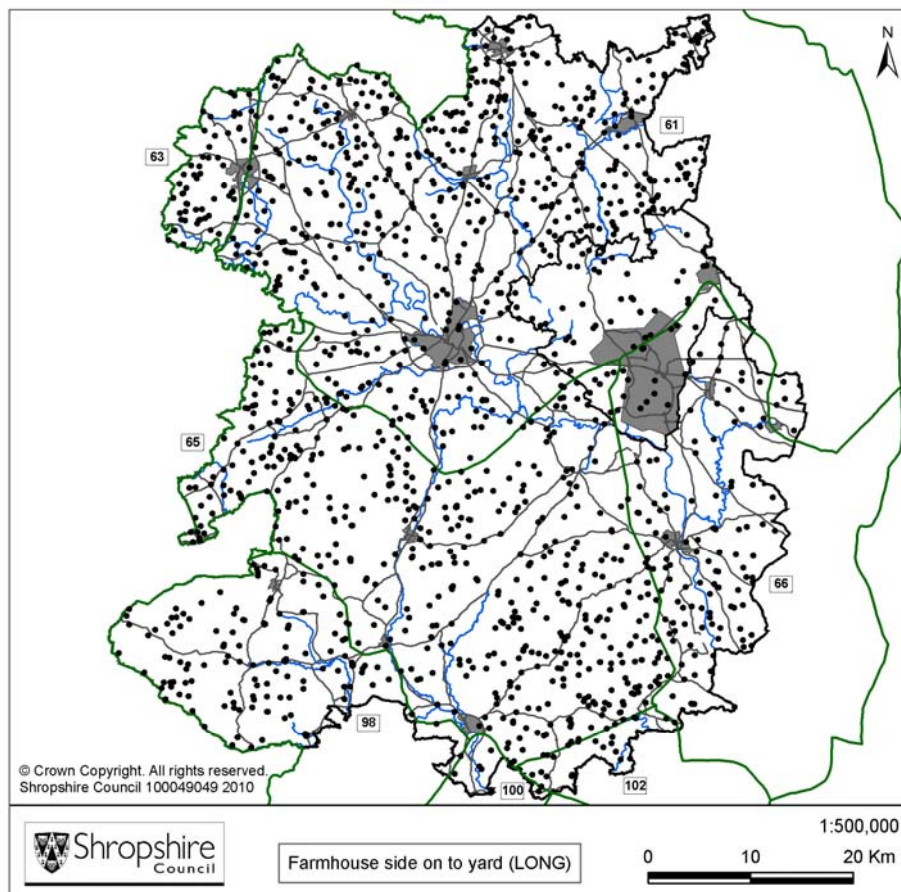 N
61
63
65
66
98
100
102
© Crown Copyright. All rights reserved.
Shropshire Council 100049049 2010
Shropshire
Council
Farmhouse side on to yard (LONG)
1:500,000
0 10 20 Km